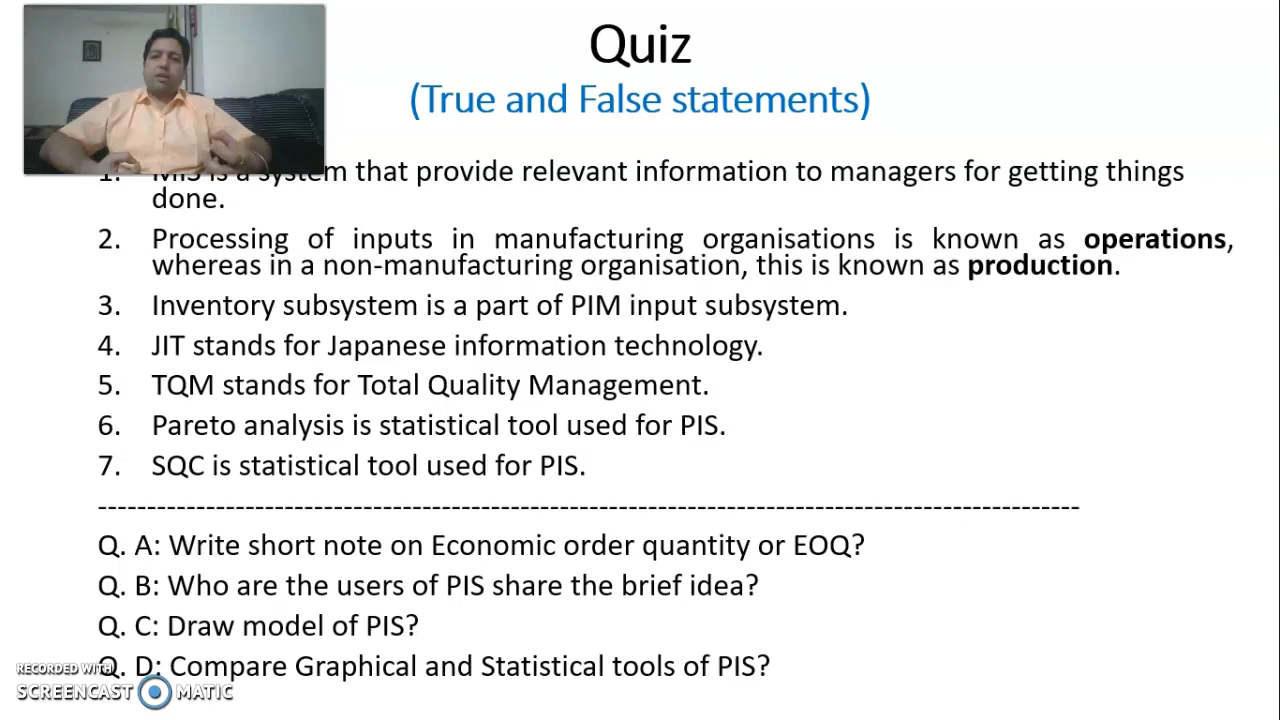 Quiz
(True and False statements)
1. MIS is a system that provide relevant information to managers for getting things
done.
2. Processing of inputs in manufacturing organisations is known as operations,
whereas in a non-manufacturing organisation, this is known as production.
3. Inventory subsystem is a part of PIM input subsystem.
4. JIT stands for Japanese information technology.
5. TQM stands for Total Quality Management.
6. Pareto analysis is statistical tool used for PIS.
7. SQC is statistical tool used for PIS.
--------------------------------------------------------------------------------------------------
Q. A: Write short note on Economic order quantity or EOQ?
Q. B: Who are the users of PIS share the brief idea?
Q. C: Draw model of PIS?
Q. D: Compare Graphical and Statistical tools of PIS?
RECORDED WITH
SCREENCAST MATIC